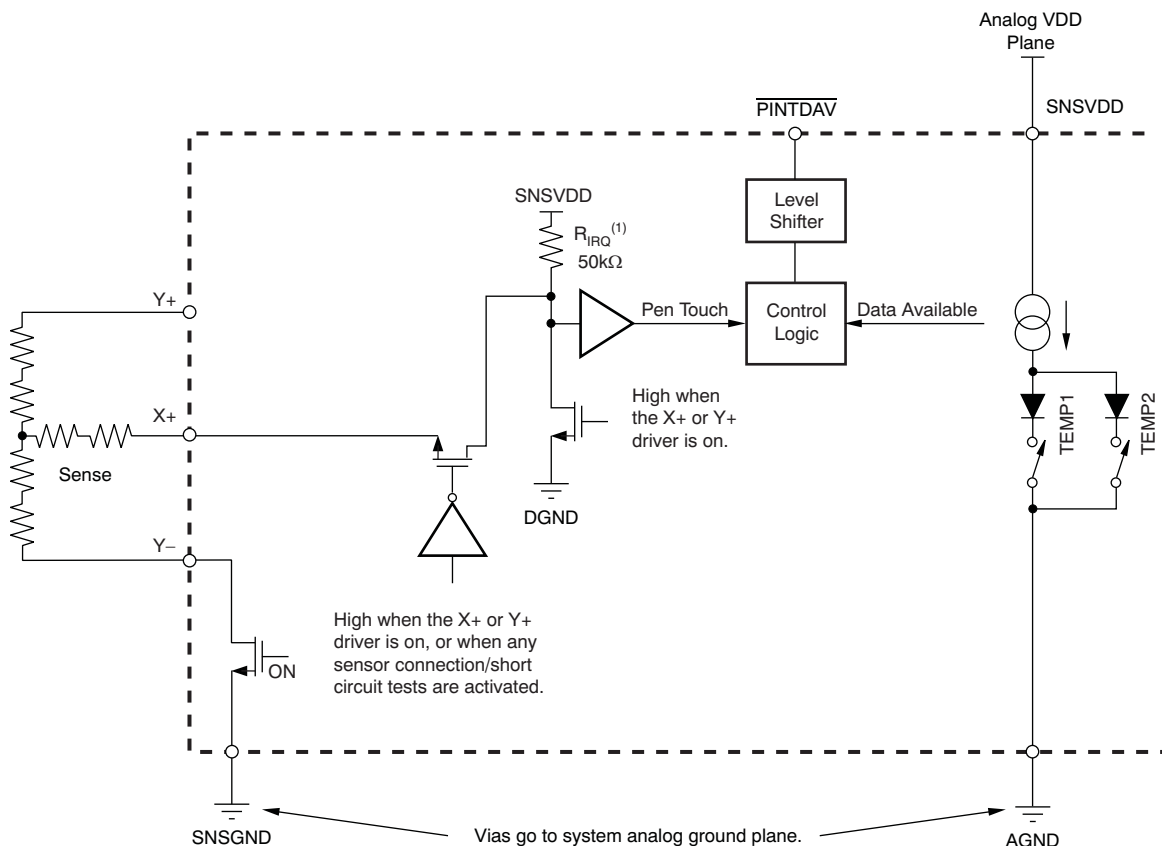 Analog VDD
Plane
PINTDAV
SNSVDD
SNSVDD
Level
Shifter
RIRQ(1)
50kΩ
Y+
Pen Touch
Control
Logic
Data Available
TEMP1
TEMP2
High when
the X+ or Y+
driver is on.
X+
Sense
DGND
Y–
High when the X+ or Y+
driver is on, or when any
sensor connection/short
circuit tests are activated.
ON
SNSGND
Vias go to system analog ground plane.
AGND